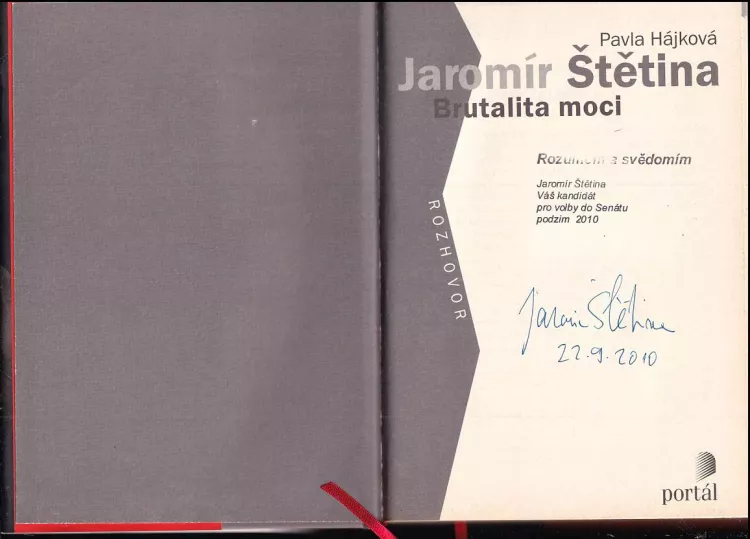 Pavla Hájková
Jaromír Štětina
Brutalita moci
Rozumem a svědomím
Jaromír Štětina
Váš kandidát
pro volby do Senátu
podzim 2010
ROZHOVOR
Jaromír Štětina
22.9.2010
portál